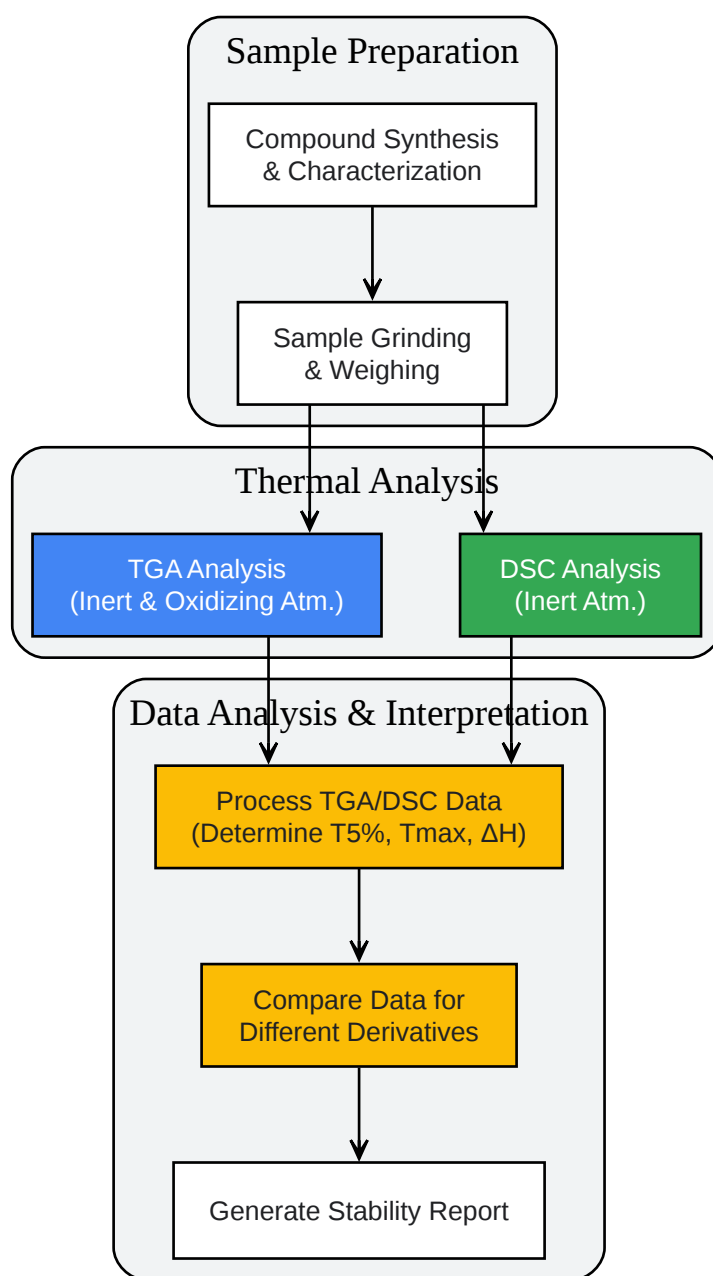 Sample Preparation
Compound Synthesis
& Characterization
Sample Grinding
& Weighing
Thermal Analysis
TGA Analysis
(Inert & Oxidizing Atm.)
DSC Analysis
(Inert Atm.)
Data Analysis & Interpretation
Process TGA/DSC Data
(Determine T5%, Tmax, ΔH)
Compare Data for
Different Derivatives
Generate Stability Report